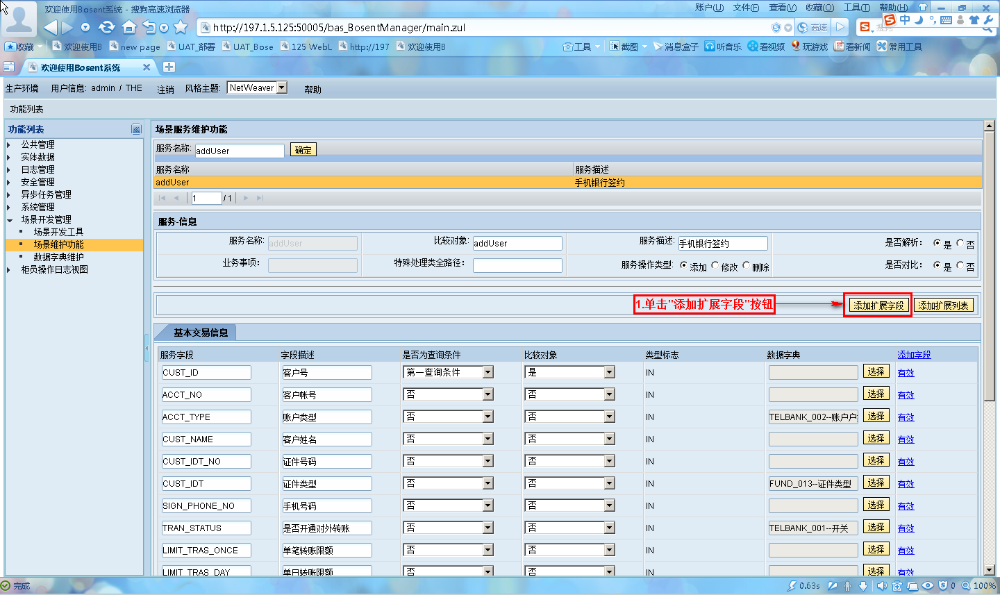 欢迎使用Bosent系统 - 搜狗高速浏览器
账户(U) 文件(F) 查看(V) 收藏(O) 工具(T) 帮助(H)
http://197.1.5.125:50005/bas_BosentManager/main.zul
高速
中
收藏 欢迎使用B new page UAT_部署 UAT_Bose 125 WebL http://197 欢迎使用B
工具 截图 消息盒子 听音乐 看视频 玩游戏 看新闻 常用工具
欢迎使用Bosent系统
生产环境 用户信息: admin / THE 注销 风格主题: NetWeaver 帮助
功能列表
功能列表
公共管理
实体数据
日志管理
安全管理
异步任务管理
系统管理
场景开发管理
场景开发工具
场景维护功能
数据字典维护
柜员操作日志视图
场景服务维护功能
服务名称: addUser 确定
服务名称 服务描述
addUser 手机银行签约
1 / 1
服务-信息
服务名称: addUser 比较对象: addUser 服务描述: 手机银行签约 是否解析: 是 否
业务事项: 特殊处理类全路径: 服务操作类型: 添加 修改 删除 是否对比: 是 否
1.单击"添加扩展字段"按钮 添加扩展字段 添加扩展列表
基本交易信息
服务字段 字段描述 是否为查询条件 比较对象 类型标志 数据字典 添加字段
CUST_ID 客户号 第一查询条件 是 IN 选择 有效
ACCT_NO 客户帐号 否 否 IN 选择 有效
ACCT_TYPE 账户类型 否 否 IN TELBANK_002--账户户 选择 有效
CUST_NAME 客户姓名 否 否 IN 选择 有效
CUST_IDT_NO 证件号码 否 否 IN 选择 有效
CUST_IDT 证件类型 否 否 IN FUND_013--证件类型 选择 有效
SIGN_PHONE_NO 手机号码 否 否 IN 选择 有效
TRAN_STATUS 是否开通对外转账 否 否 IN TELBANK_001--开关 选择 有效
LIMIT_TRAS_ONCE 单笔转账限额 否 否 IN 选择 有效
LIMIT_TRAS_DAY 单日转账限额 否 否 IN 选择 有效
完成 0.63s 0 100%